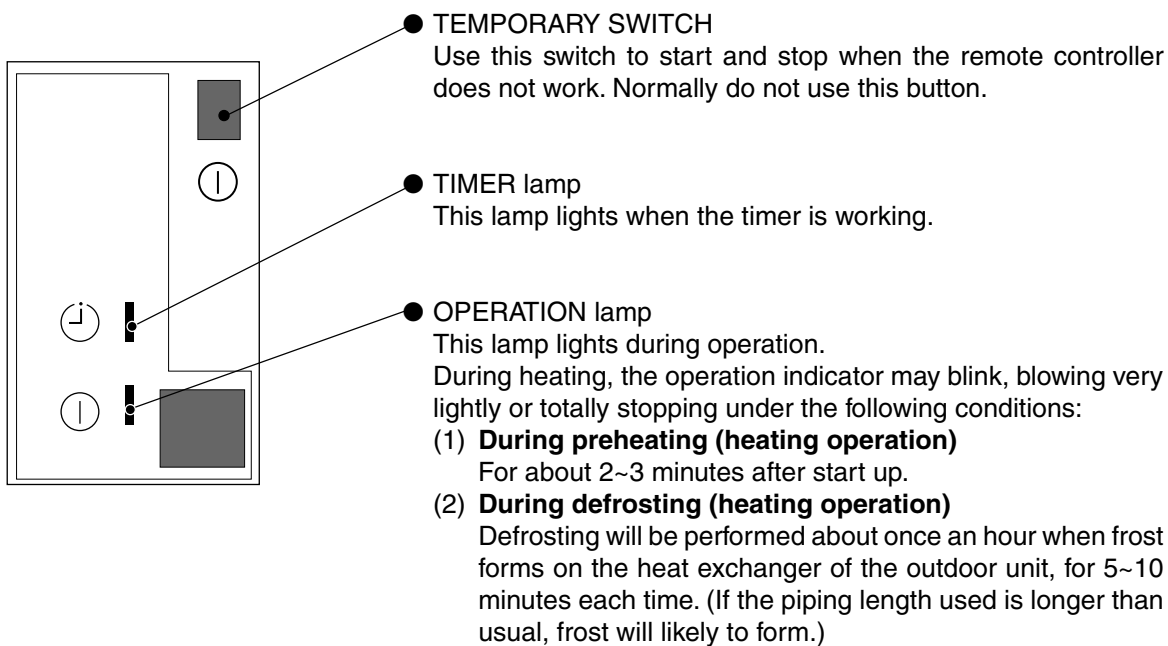 ● TEMPORARY SWITCH
Use this switch to start and stop when the remote controller
does not work. Normally do not use this button.
● TIMER lamp
This lamp lights when the timer is working.
● OPERATION lamp
This lamp lights during operation.
During heating, the operation indicator may blink, blowing very
lightly or totally stopping under the following conditions:
(1) During preheating (heating operation)
For about 2~3 minutes after start up.
(2) During defrosting (heating operation)
Defrosting will be performed about once an hour when frost
forms on the heat exchanger of the outdoor unit, for 5~10
minutes each time. (If the piping length used is longer than
usual, frost will likely to form.)